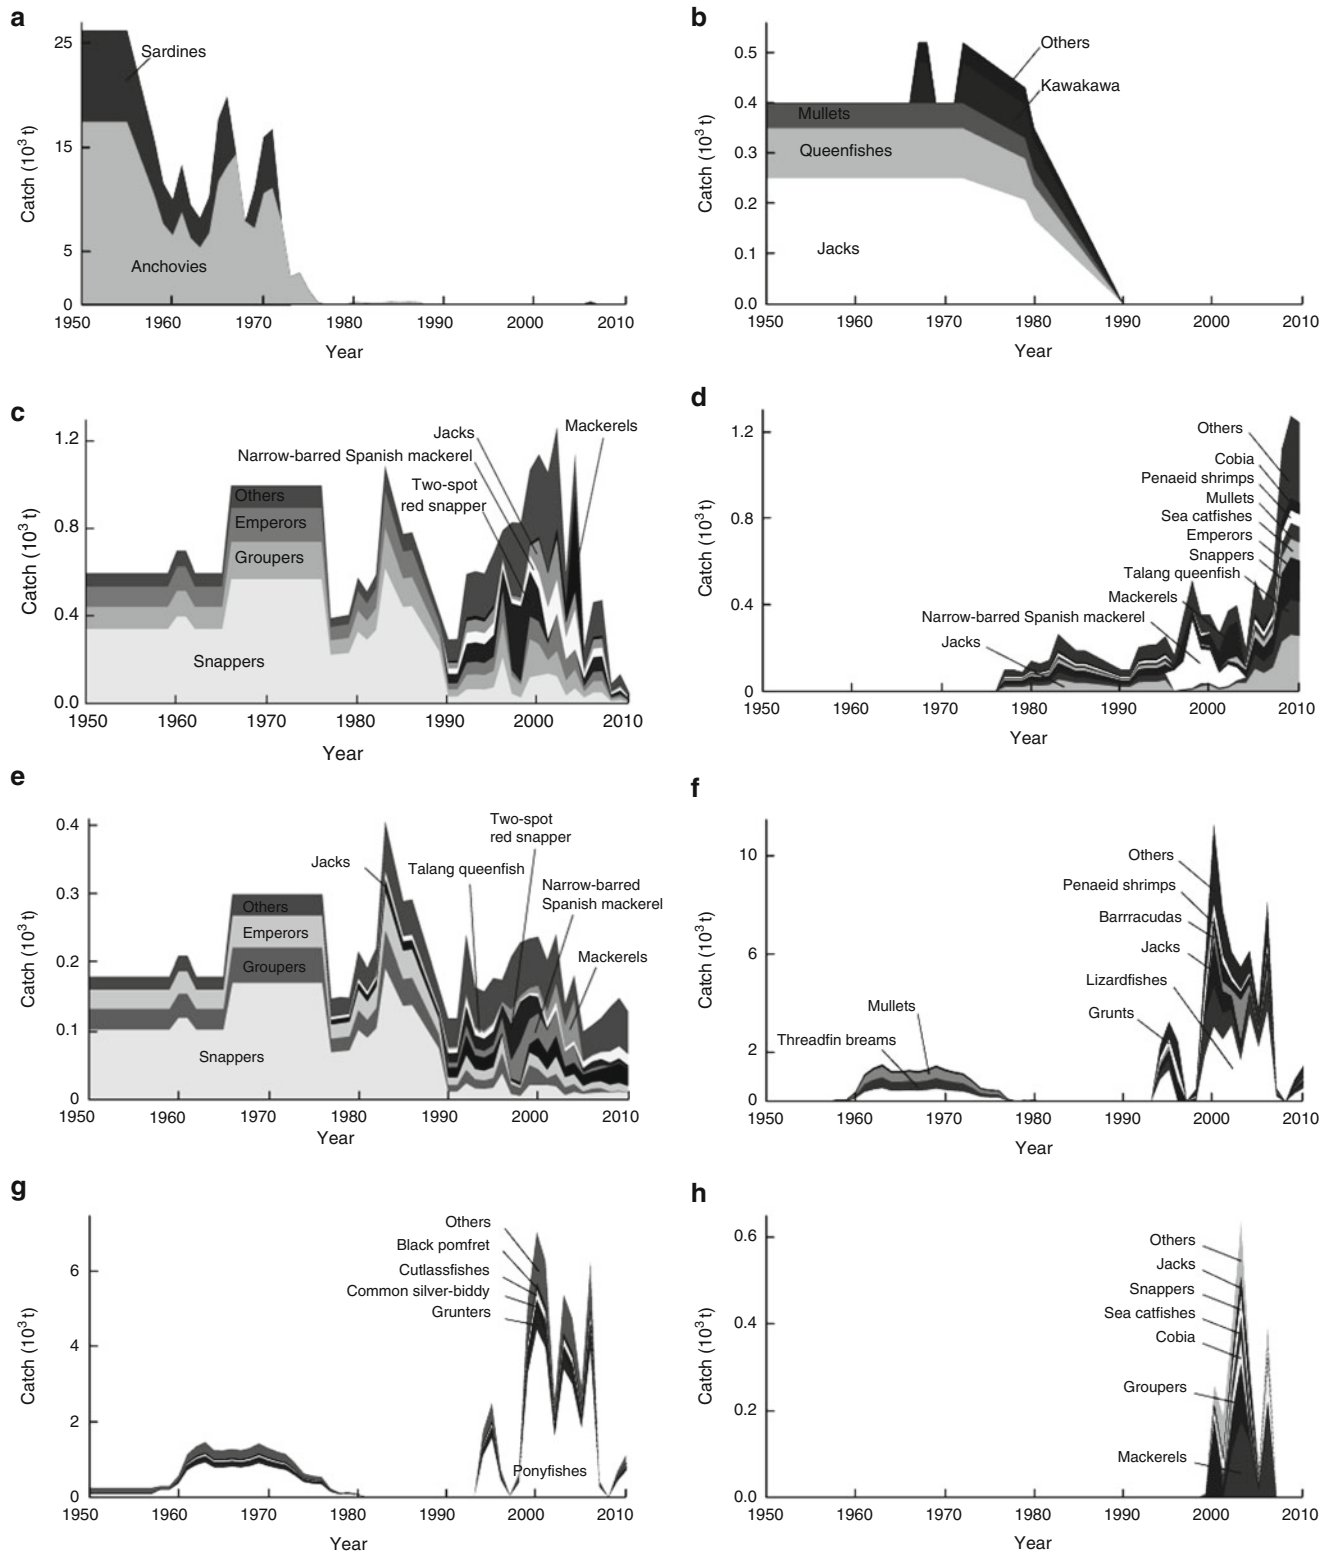 a
25
15
5
0
Catch (10³ t)
Sardines
Anchovies
1950 1960 1970 1980 1990 2000 2010
Year
b
0.5
0.4
0.3
0.2
0.1
0.0
Catch (10³ t)
Others
Kawakawa
Mullets
Queenfishes
Jacks
1950 1960 1970 1980 1990 2000 2010
Year
c
1.2
0.8
0.4
0.0
Catch (10³ t)
Mackerels
Jacks
Narrow-barred Spanish mackerel
Two-spot
red snapper
Others
Emperors
Groupers
Snappers
1950 1960 1970 1980 1990 2000 2010
Year
d
1.2
0.8
0.4
0
Catch (10³ t)
Others
Cobia
Penaeid shrimps
Mullets
Sea catfishes
Emperors
Snappers
Talang queenfish
Mackerels
Narrow-barred Spanish mackerel
Jacks
1950 1960 1970 1980 1990 2000 2010
Year
e
0.4
0.3
0.2
0.1
0
Catch (10³ t)
Two-spot
red snapper
Jacks
Talang queenfish
Narrow-barred
Spanish mackerel
Others
Emperors
Mackerels
Groupers
Snappers
1950 1960 1970 1980 1990 2000 2010
Year
f
10
6
2
0
Catch (10³ t)
Others
Penaeid shrimps
Barrracudas
Jacks
Lizardfishes
Mullets
Grunts
Threadfin breams
1950 1960 1970 1980 1990 2000 2010
Year
g
6
4
2
0
Catch (10³ t)
Others
Black pomfret
Cutlassfishes
Common silver-biddy
Grunters
Ponyfishes
1950 1960 1970 1980 1990 2000 2010
Year
h
0.6
0.4
0.2
0.0
Catch (10³ t)
Others
Jacks
Snappers
Sea catfishes
Cobia
Groupers
Mackerels
1950 1960 1970 1980 1990 2000 2010
Year